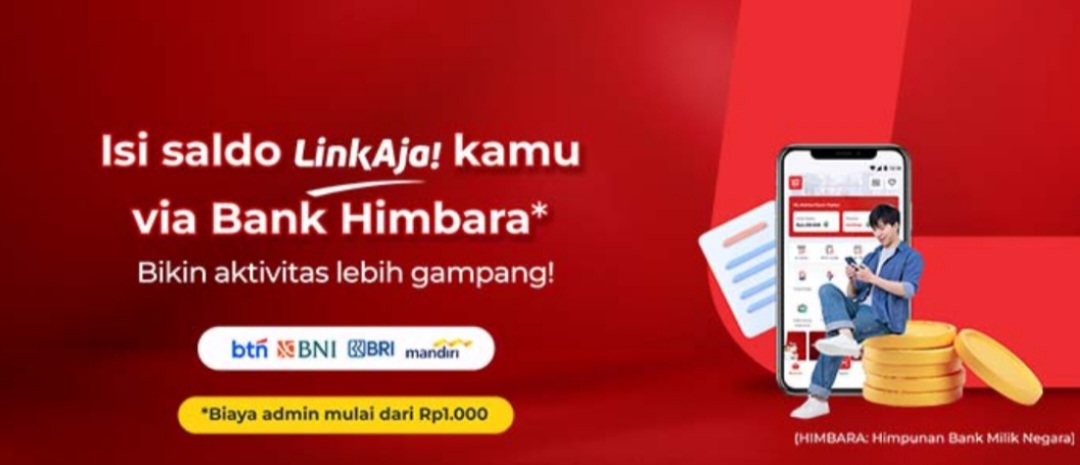 Isi saldo LinkAja! kamu
via Bank Himbara*
Bikin aktivitas lebih gampang!
btn BNI BRI mandiri
*Biaya admin mulai dari Rp1.000
(HIMBARA: Himpunan Bank Milik Negara)